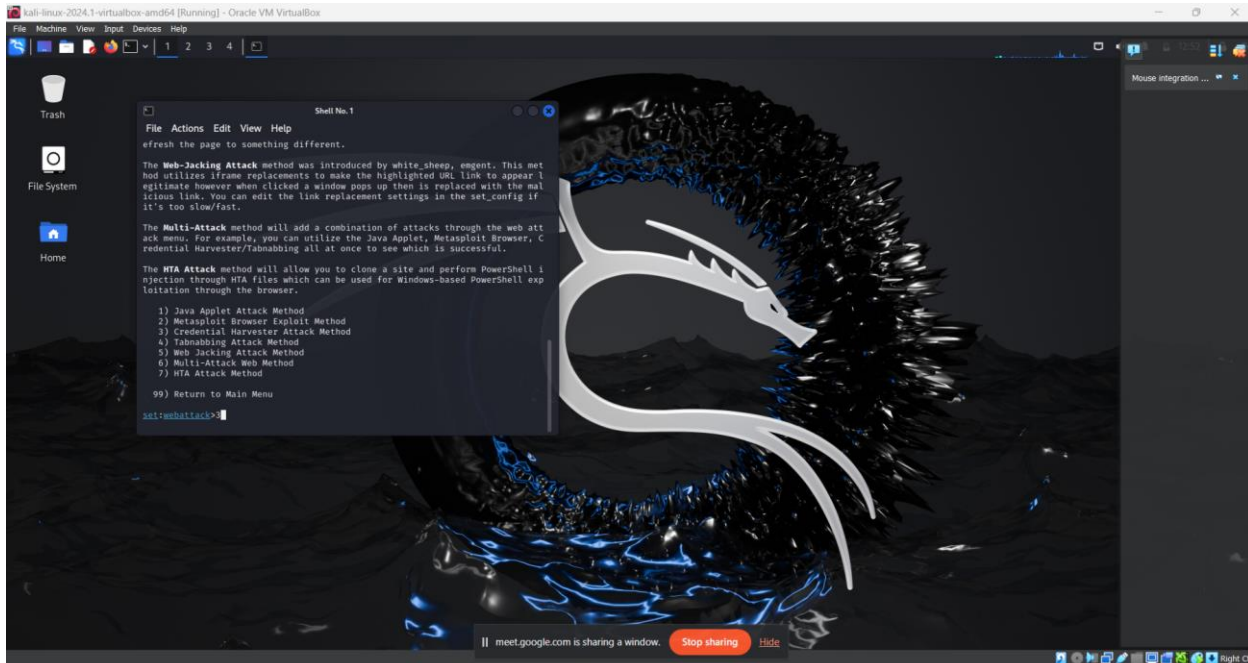 kali-linux-2024.1-virtualbox-amd64 [Running] - Oracle VM VirtualBox
File Machine View Input Devices Help
1 2 3 4
13:52
Mouse integration ...
Trash
File System
Home
Shell No. 1
File Actions Edit View Help
efresh the page to something different.
The Web-Jacking Attack method was introduced by white_sheep, emgent. This met
hod utilizes iframe replacements to make the highlighted URL link to appear l
egitimate however when clicked a window pops up then is replaced with the mal
icious link. You can edit the link replacement settings in the set_config if
it's too slow/fast.
The Multi-Attack method will add a combination of attacks through the web att
ack menu. For example, you can utilize the Java Applet, Metasploit Browser, C
redential Harvester/Tabnabbing all at once to see which is successful.
The HTA Attack method will allow you to clone a site and perform PowerShell i
njection through HTA files which can be used for Windows-based PowerShell exp
loitation through the browser.
1) Java Applet Attack Method
2) Metasploit Browser Exploit Method
3) Credential Harvester Attack Method
4) Tabnabbing Attack Method
5) Web Jacking Attack Method
6) Multi-Attack Web Method
7) HTA Attack Method
99) Return to Main Menu
set:webattack>3
meet.google.com is sharing a window. Stop sharing Hide
Right C